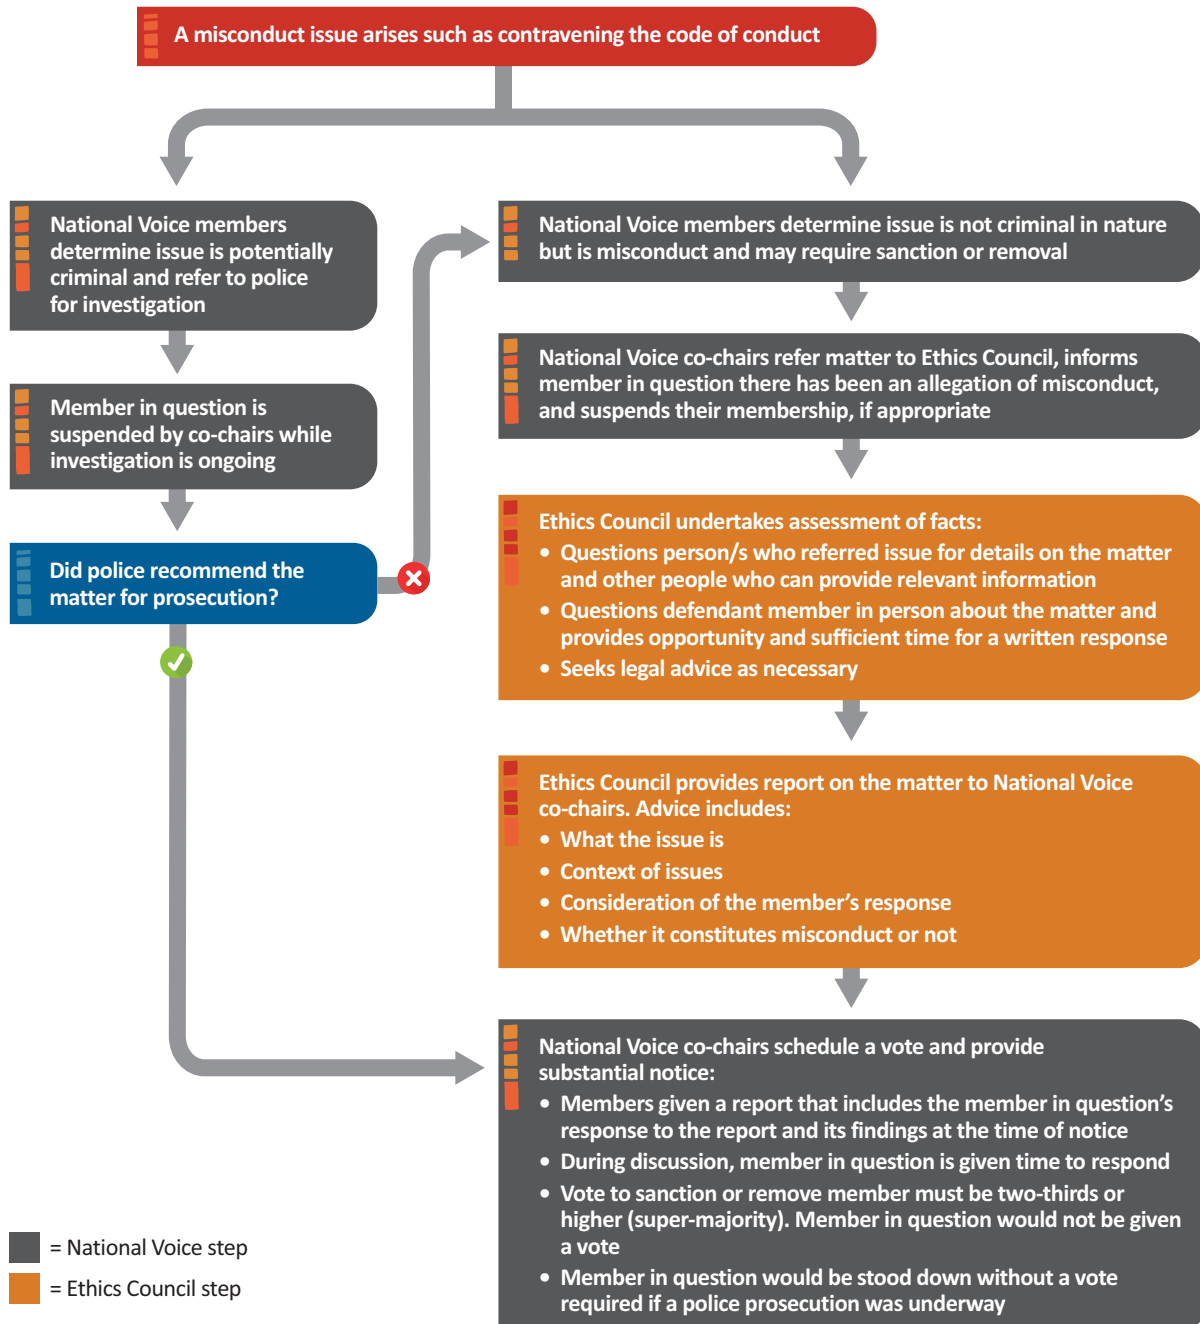 A misconduct issue arises such as contravening the code of conduct
National Voice members
determine issue is potentially
criminal and refer to police
for investigation
Member in question is
suspended by co-chairs while
investigation is ongoing
Did police recommend the
matter for prosecution?
National Voice members determine issue is not criminal in nature
but is misconduct and may require sanction or removal
National Voice co-chairs refer matter to Ethics Council, informs
member in question there has been an allegation of misconduct,
and suspends their membership, if appropriate
Ethics Council undertakes assessment of facts:
• Questions person/s who referred issue for details on the matter
and other people who can provide relevant information
• Questions defendant member in person about the matter and
provides opportunity and sufficient time for a written response
• Seeks legal advice as necessary
Ethics Council provides report on the matter to National Voice
co-chairs. Advice includes:
• What the issue is
• Context of issues
• Consideration of the member’s response
• Whether it constitutes misconduct or not
National Voice co-chairs schedule a vote and provide
substantial notice:
• Members given a report that includes the member in question’s
response to the report and its findings at the time of notice
• During discussion, member in question is given time to respond
• Vote to sanction or remove member must be two-thirds or
higher (super-majority). Member in question would not be given
a vote
• Member in question would be stood down without a vote
required if a police prosecution was underway
= National Voice step
= Ethics Council step